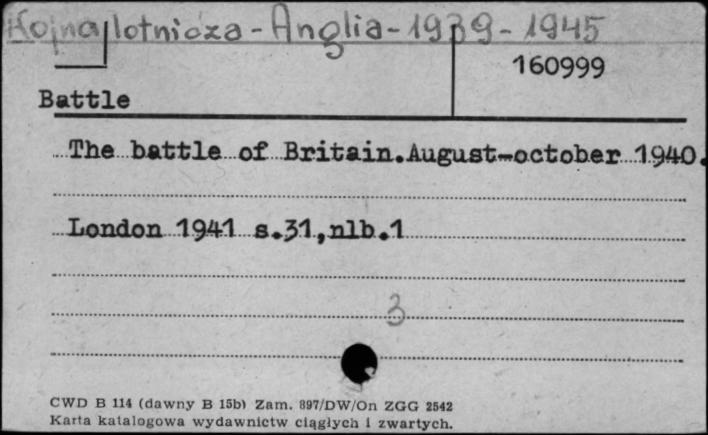 Wojna lotnicza - Anglia - 1939 - 1945
160999
Battle
The battle of Britain.August-october 1940.
London 1941 s.31,nlb.1
3
CWD B 114 (dawny B 15b) Zam. 897/DW/On ZGG 2542
Karta katalogowa wydawnictw ciągłych i zwartych.